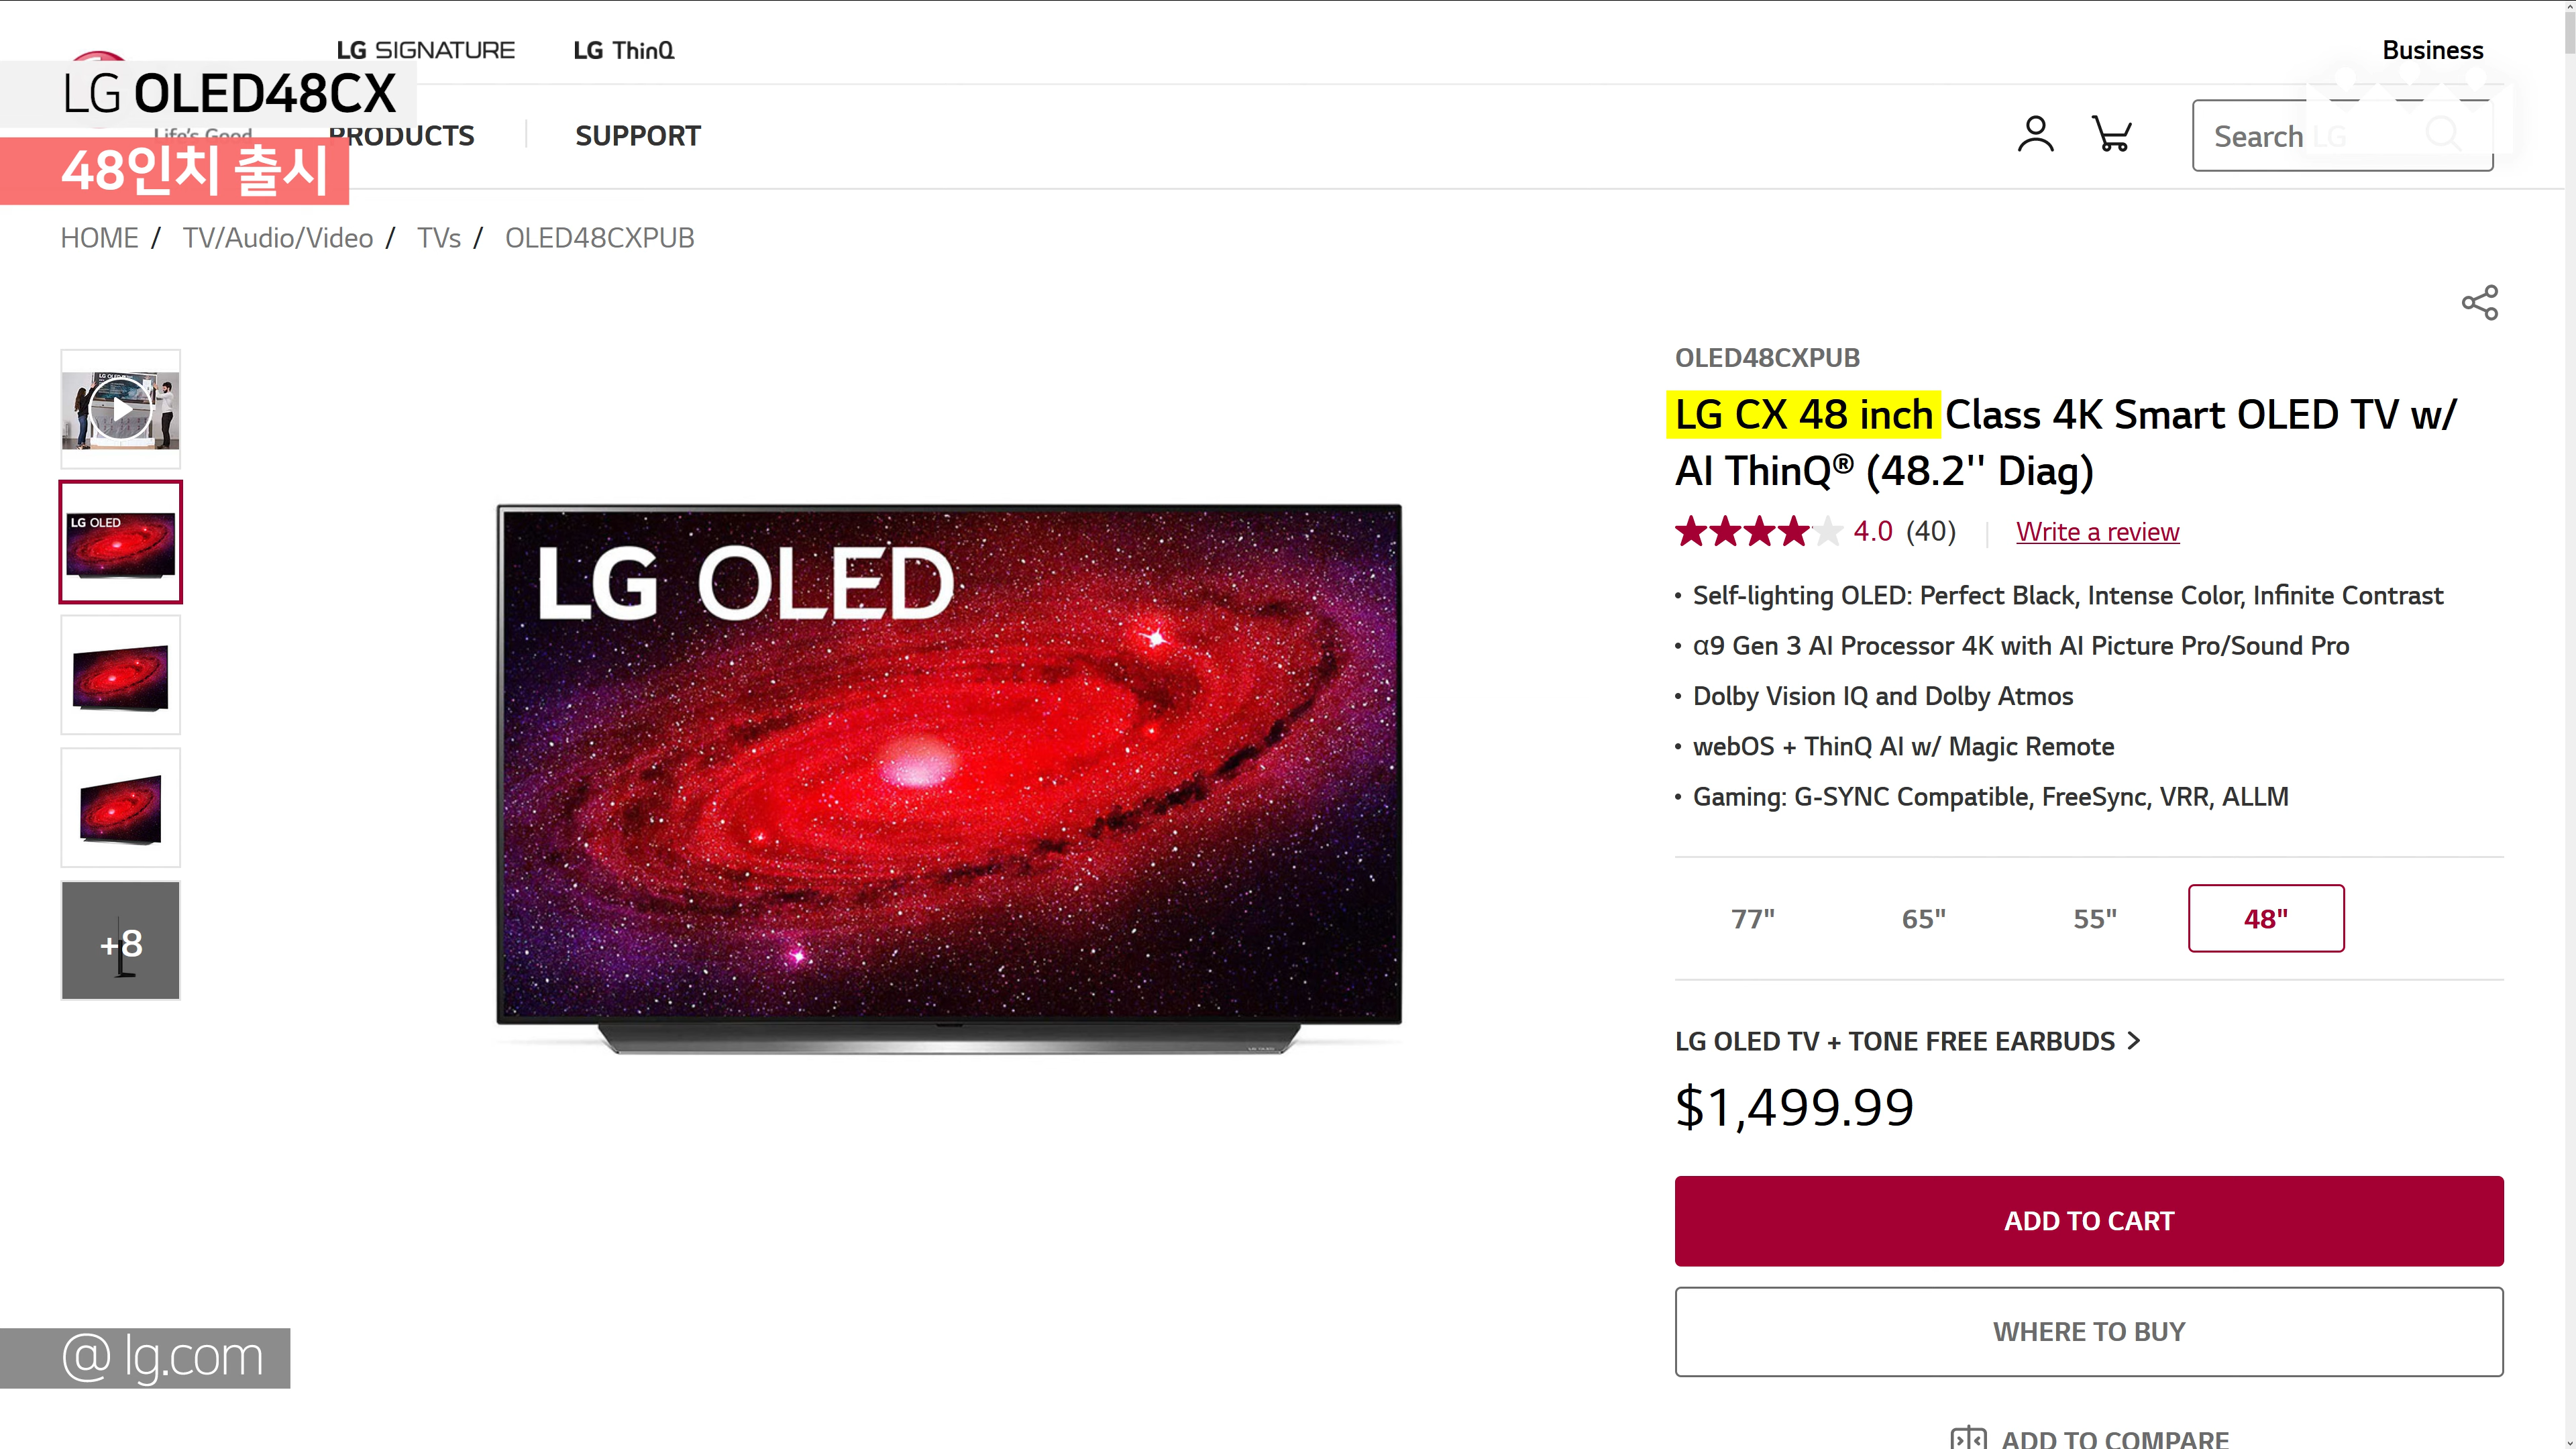 LG SIGNATURE
LG ThinQ
Business
LG OLED48CX
Life's Good
PRODUCTS
SUPPORT
Search LG
48인치 출시
HOME / TV/Audio/Video / TVs / OLED48CXPUB
OLED48CXPUB
LG CX 48 inch Class 4K Smart OLED TV w/
AI ThinQ® (48.2'' Diag)
4.0 (40)
Write a review
• Self-lighting OLED: Perfect Black, Intense Color, Infinite Contrast
• α9 Gen 3 AI Processor 4K with AI Picture Pro/Sound Pro
• Dolby Vision IQ and Dolby Atmos
• webOS + ThinQ AI w/ Magic Remote
• Gaming: G-SYNC Compatible, FreeSync, VRR, ALLM
LG OLED
LG OLED
+8
77" 65" 55" 48"
LG OLED TV + TONE FREE EARBUDS >
$1,499.99
ADD TO CART
WHERE TO BUY
ADD TO COMPARE
@ lg.com